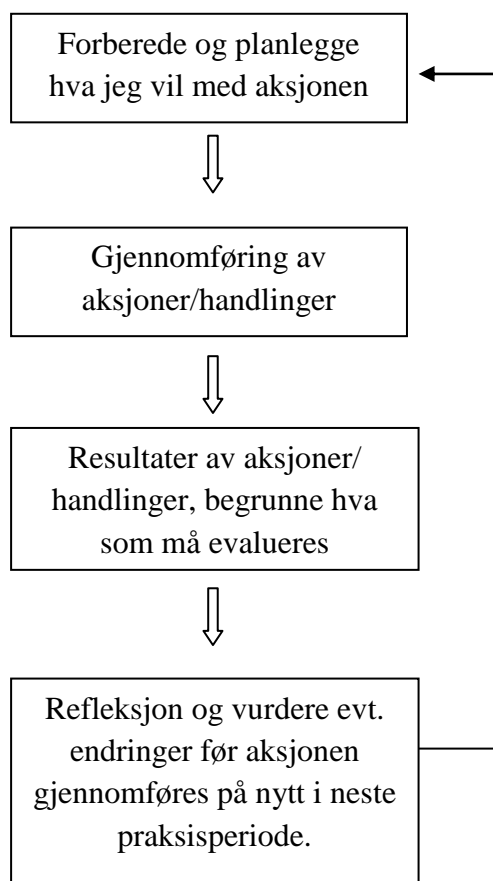 Forberede og planlegge
hva jeg vil med aksjonen
Gjennomføring av
aksjoner/handlinger
Resultater av aksjoner/
handlinger, begrunne hva
som må evalueres
Refleksjon og vurdere evt.
endringer før aksjonen
gjennomføres på nytt i neste
praksisperiode.